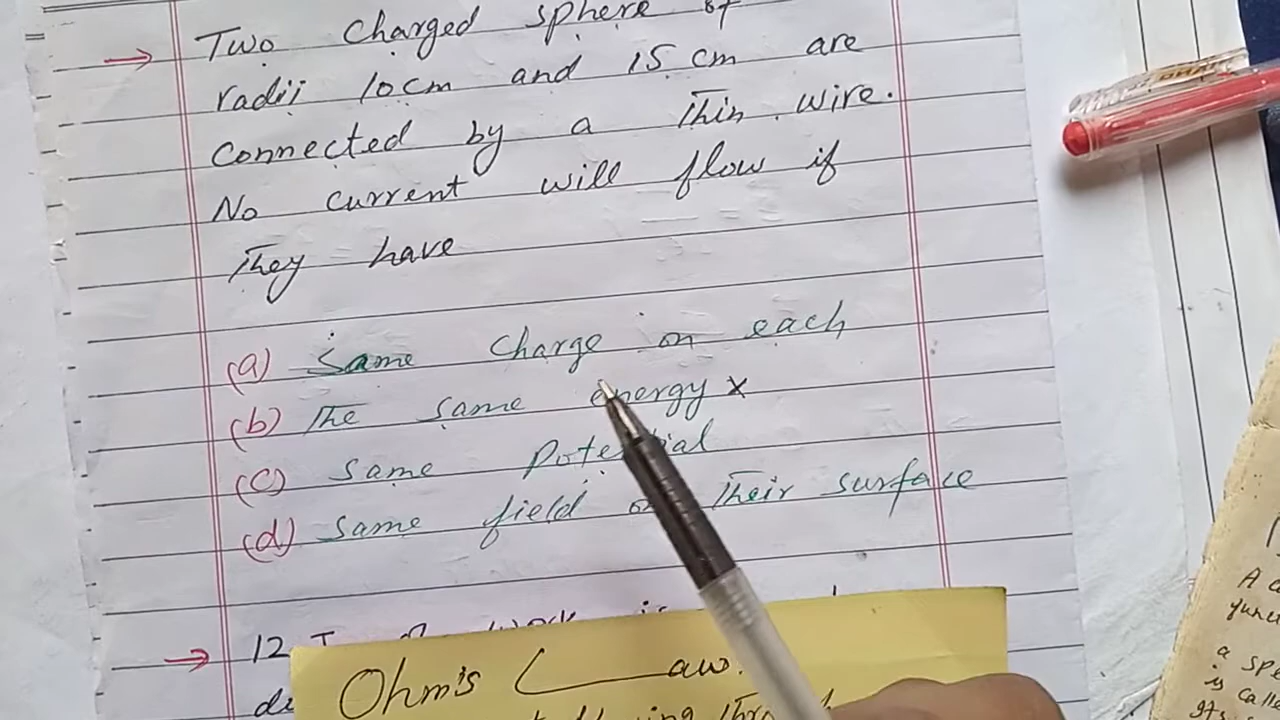 Two charged sphere of
radii 10cm and 15 cm are
connected by a Thin wire.
No current will flow if
They have
(a) Same charge on each
(b) The same energy ×
(c) Same Potential
(d) Same field on Their surface
12
Ohm's Law.